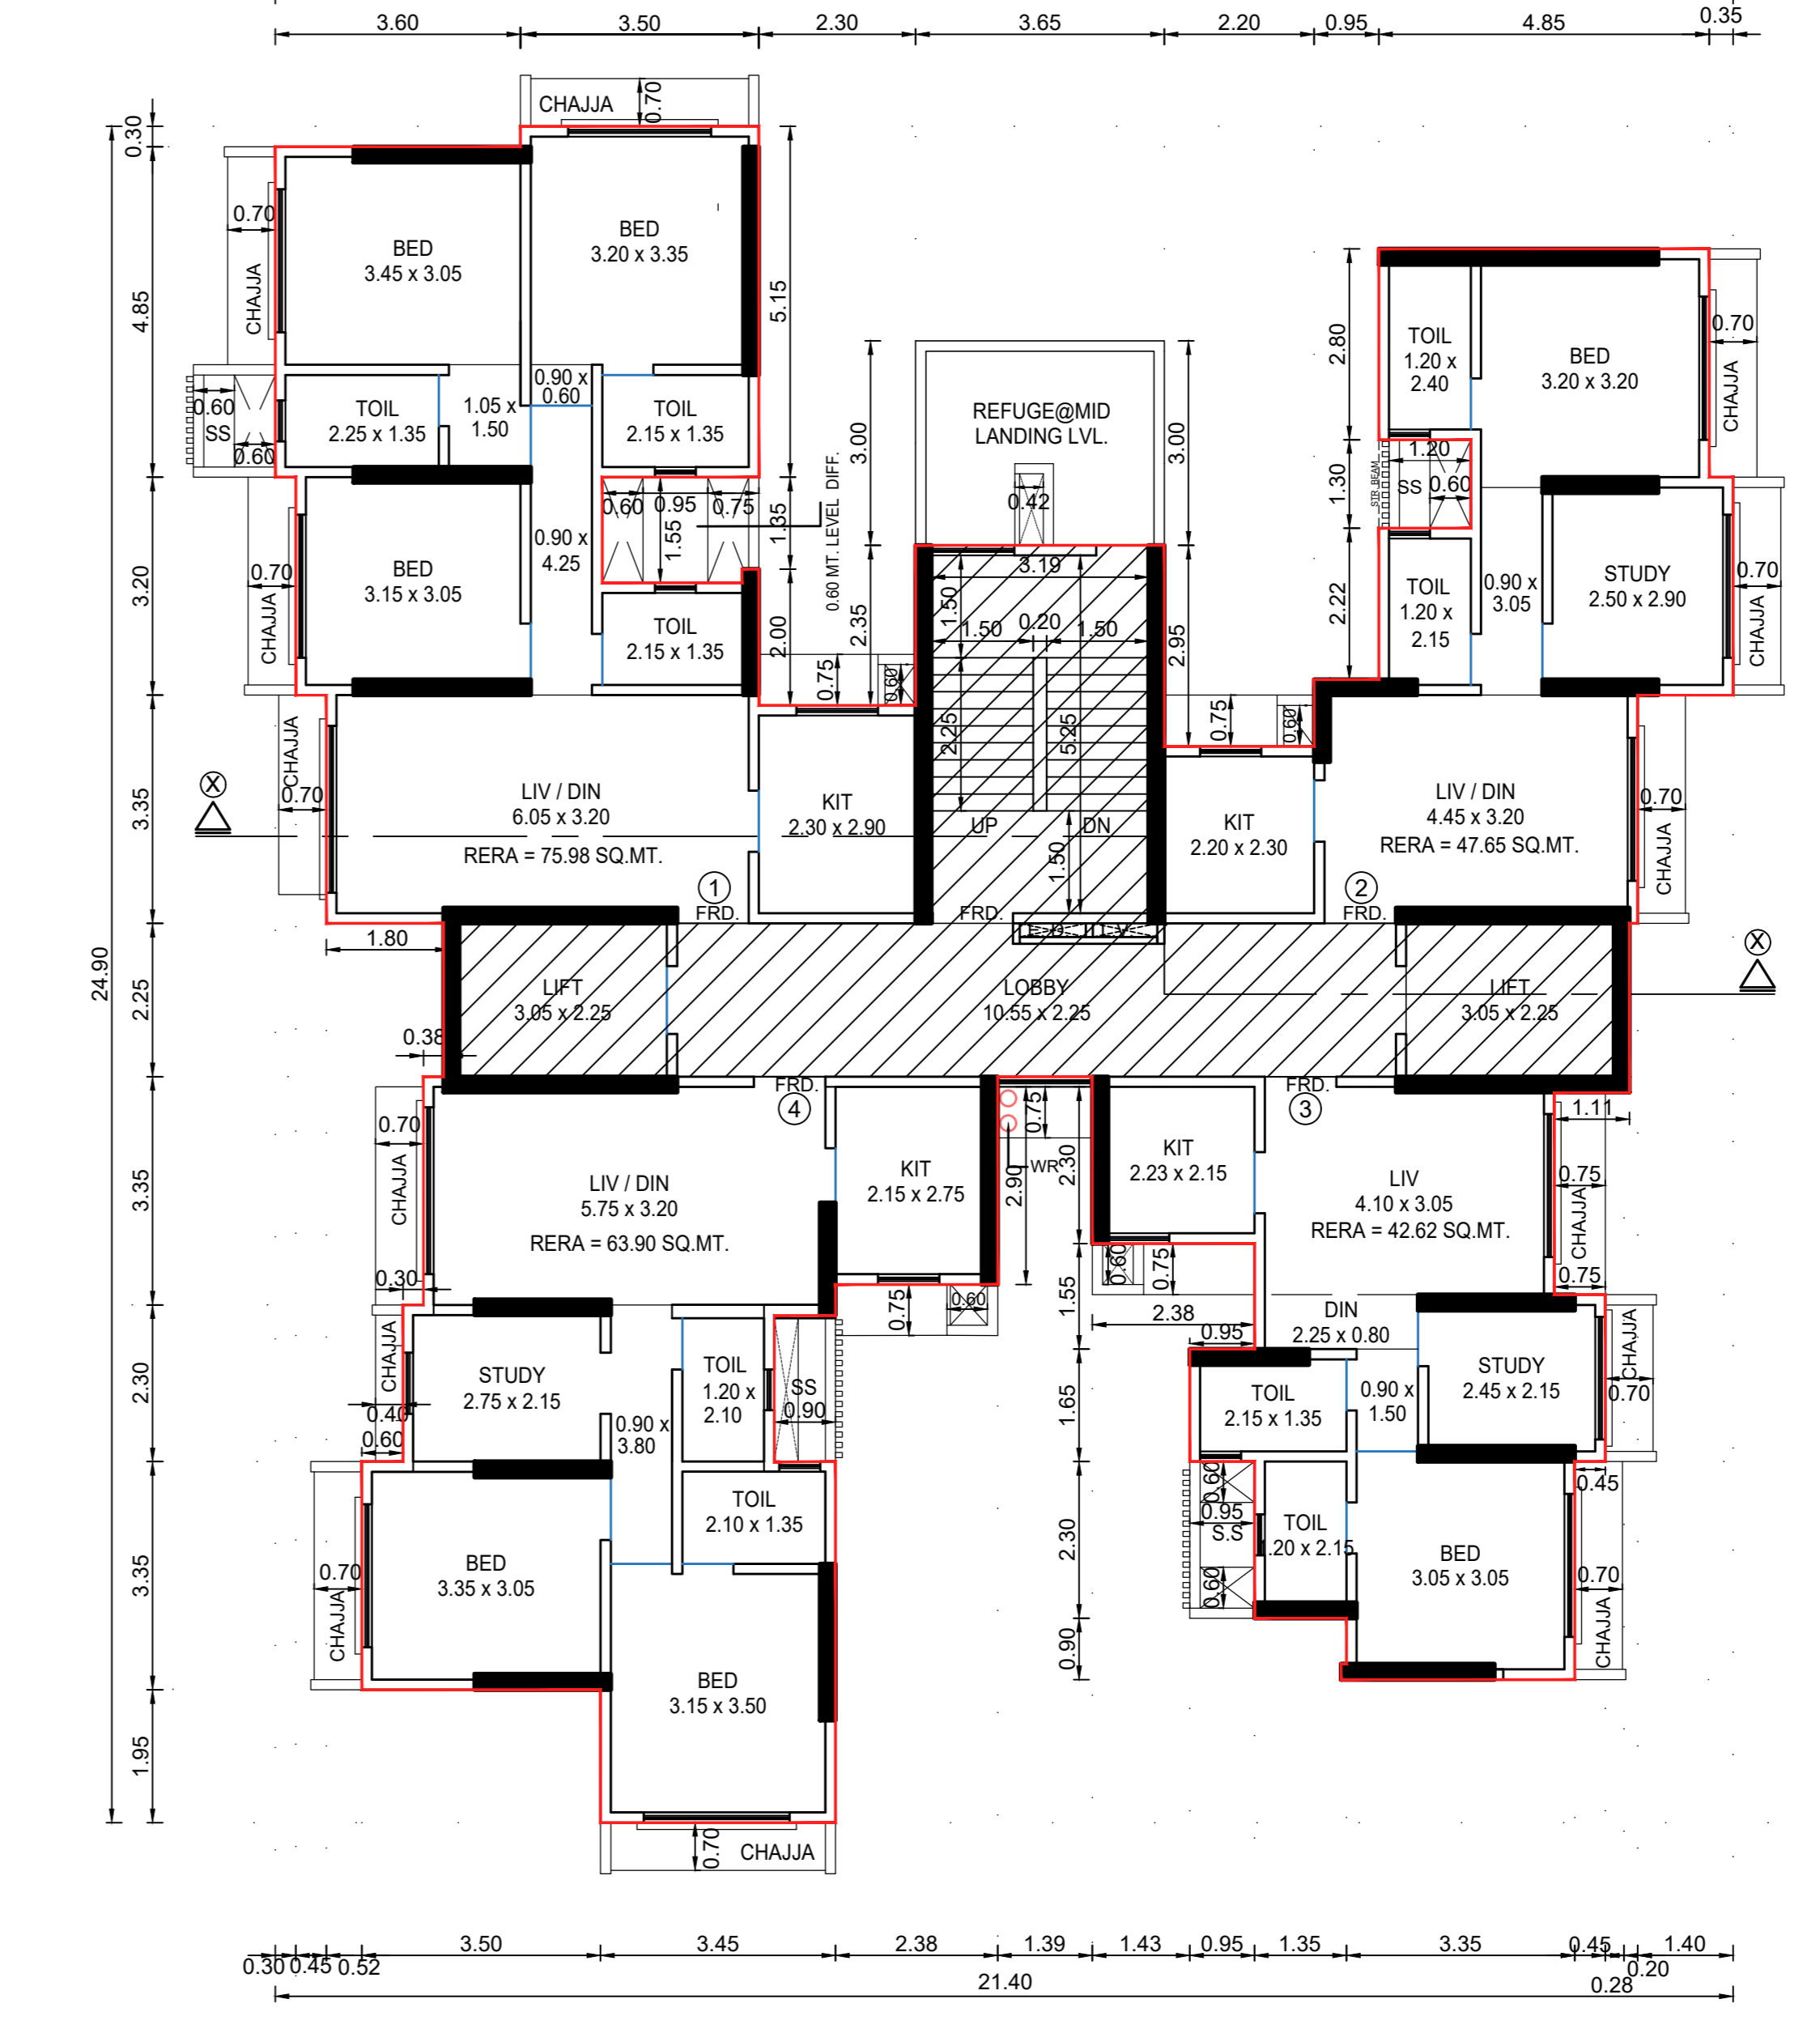 3.60
3.50
2.30
3.65
2.20
0.95
4.85
0.35
CHAJJA
0.70
0.30
4.85
3.20
3.35
2.25
3.35
2.30
3.35
1.95
24.90
0.70
CHAJJA
BED
3.45 x 3.05
BED
3.20 x 3.35
5.15
0.60
SS
0.60
TOIL
2.25 x 1.35
1.05 x
1.50
0.90 x
0.60
TOIL
2.15 x 1.35
0.60
0.95
0.75
1.55
1.35
0.60 MT. LEVEL DIFF.
0.90 x
4.25
0.70
CHAJJA
BED
3.15 x 3.05
TOIL
2.15 x 1.35
2.00
2.35
3.00
0.75
0.60
REFUGE@MID
LANDING LVL.
0.42
3.00
2.95
3.19
1.50
1.50
0.20
1.50
2.25
5.25
UP
DN
1.50
FRD.
CHAJJA
0.70
X
LIV / DIN
6.05 x 3.20
RERA = 75.98 SQ.MT.
1
FRD.
KIT
2.30 x 2.90
2.80
1.30
2.22
TOIL
1.20 x
2.40
BED
3.20 x 3.20
0.70
CHAJJA
STR. BEAM
1.20
SS
0.60
TOIL
1.20 x
2.15
0.90 x
3.05
STUDY
2.50 x 2.90
0.70
CHAJJA
0.75
0.60
KIT
2.20 x 2.30
LIV / DIN
4.45 x 3.20
RERA = 47.65 SQ.MT.
2
FRD.
0.70
CHAJJA
X
1.80
LIFT
3.05 x 2.25
LOBBY
10.55 x 2.25
LIFT
3.05 x 2.25
0.38
FRD.
4
0.70
CHAJJA
LIV / DIN
5.75 x 3.20
RERA = 63.90 SQ.MT.
KIT
2.15 x 2.75
0.75
WR
2.90
2.30
KIT
2.23 x 2.15
FRD.
3
LIV
4.10 x 3.05
RERA = 42.62 SQ.MT.
1.11
0.75
CHAJJA
0.75
0.30
CHAJJA
0.40
0.60
STUDY
2.75 x 2.15
0.90 x
3.80
TOIL
1.20 x
2.10
SS
0.90
0.75
0.60
0.60
0.75
1.55
2.38
0.95
DIN
2.25 x 0.80
1.65
TOIL
2.15 x 1.35
0.90 x
1.50
STUDY
2.45 x 2.15
CHAJJA
0.70
0.45
0.70
CHAJJA
BED
3.35 x 3.05
TOIL
2.10 x 1.35
BED
3.15 x 3.50
2.30
0.90
0.60
0.95
S.S
0.60
TOIL
1.20 x 2.15
BED
3.05 x 3.05
0.70
CHAJJA
0.70
CHAJJA
0.30
0.45
0.52
3.50
3.45
2.38
1.39
1.43
0.95
1.35
3.35
0.45
0.28
0.20
1.40
21.40